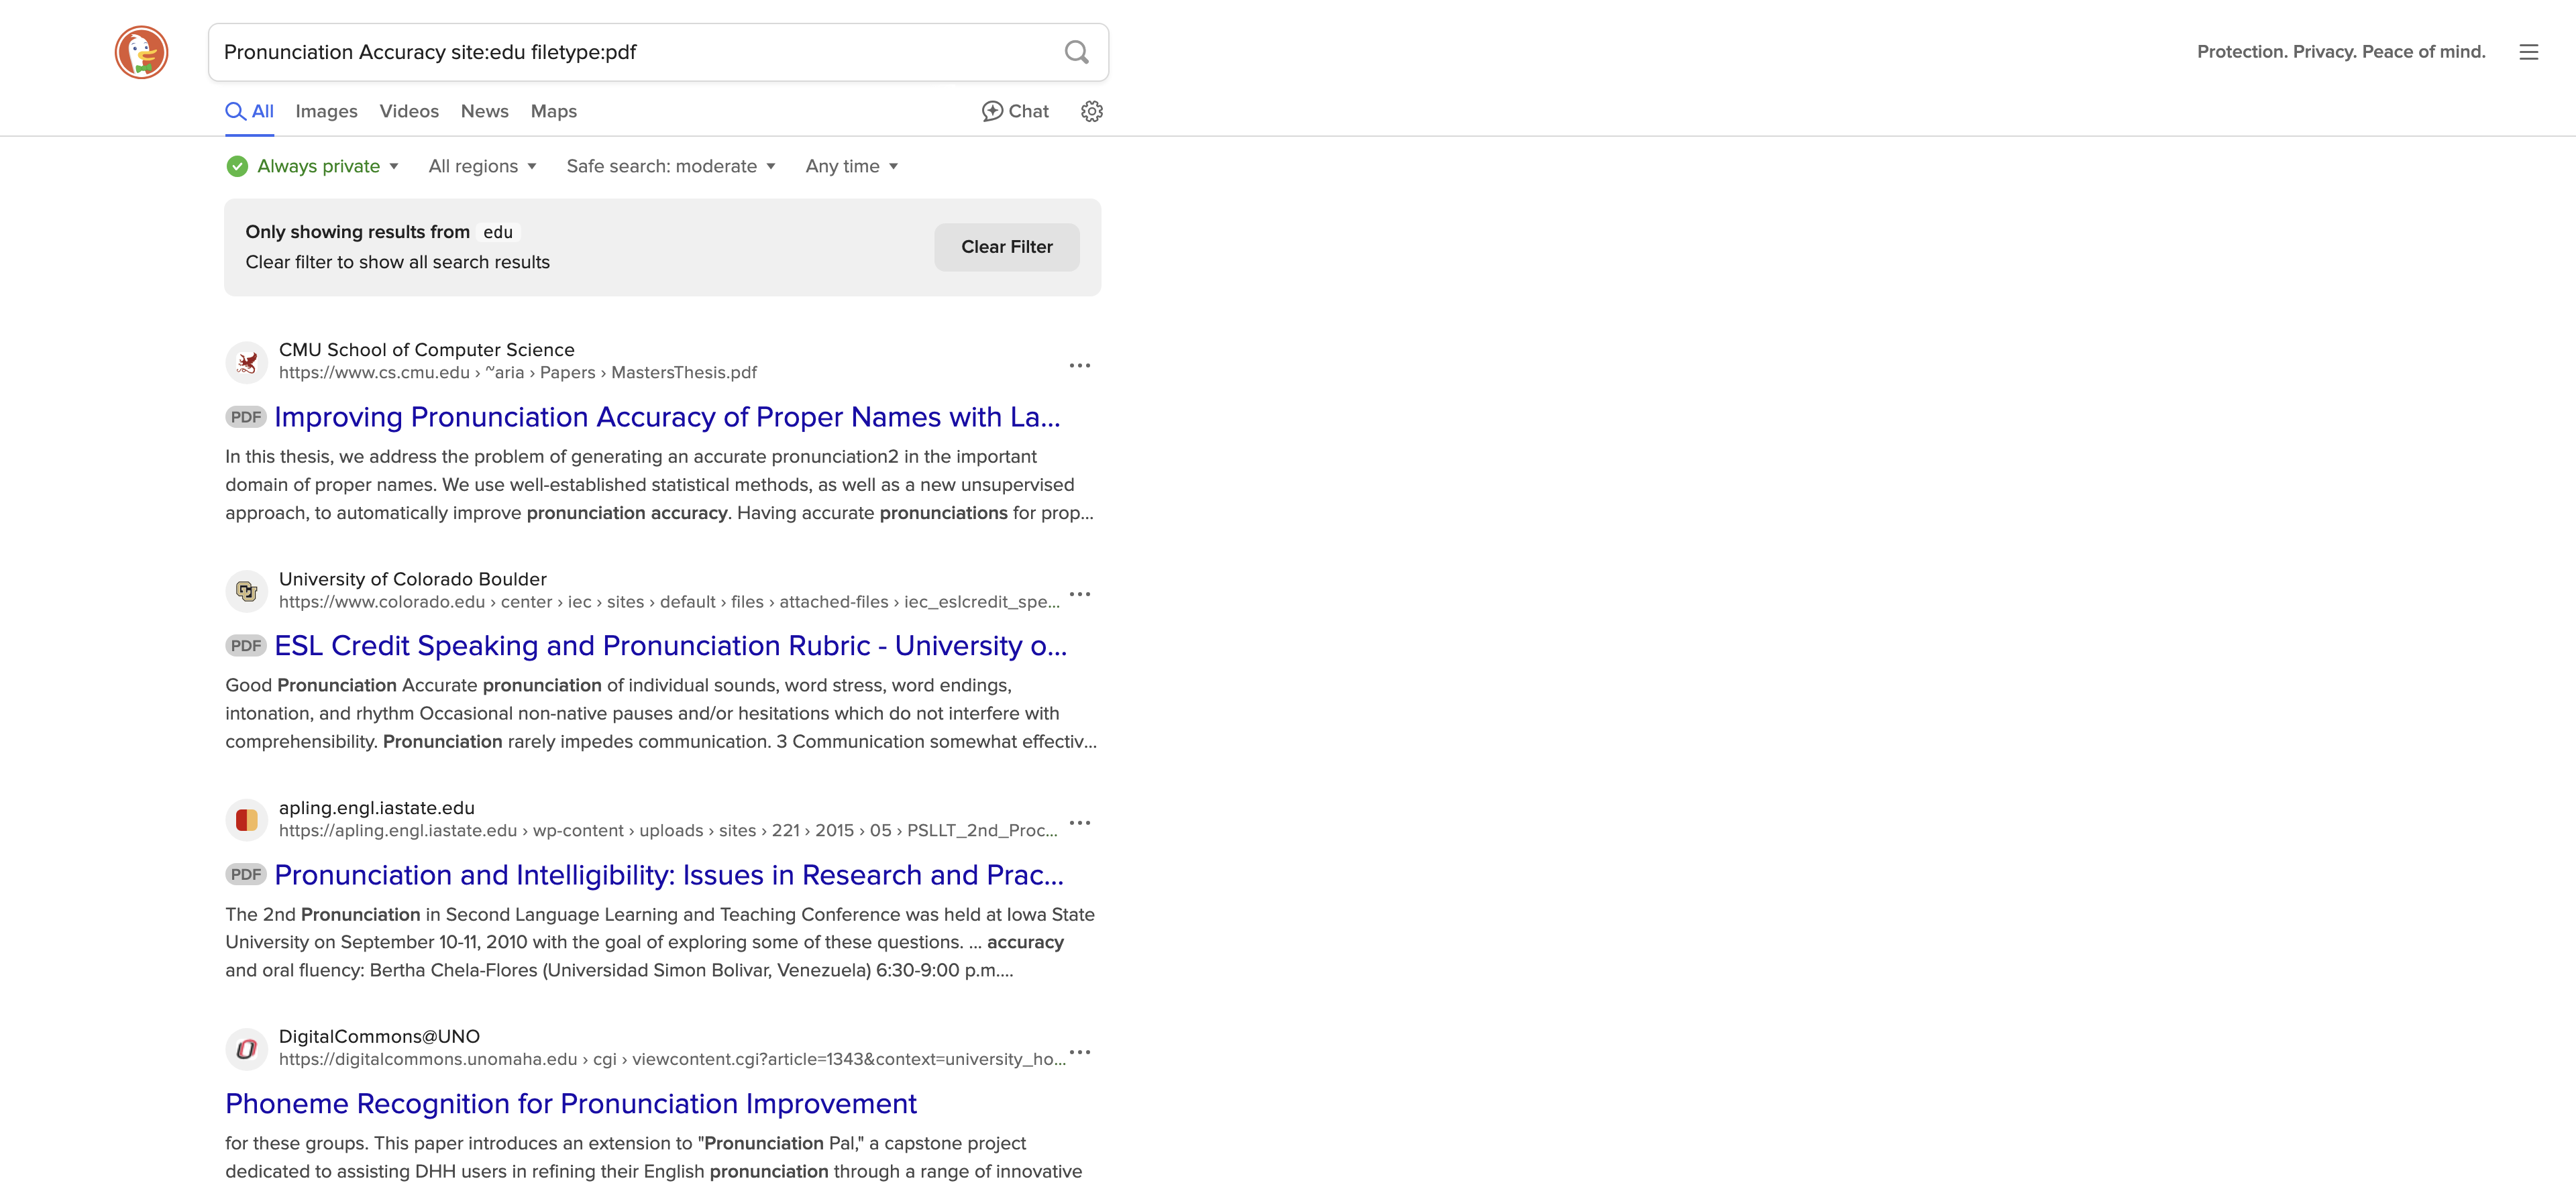 Pronunciation Accuracy site:edu filetype:pdf
Protection. Privacy. Peace of mind.
All Images Videos News Maps Chat
Always private All regions Safe search: moderate Any time
Only showing results from edu
Clear filter to show all search results
Clear Filter
CMU School of Computer Science
https://www.cs.cmu.edu › ~aria › Papers › MastersThesis.pdf
PDF Improving Pronunciation Accuracy of Proper Names with La...
In this thesis, we address the problem of generating an accurate pronunciation2 in the important
domain of proper names. We use well-established statistical methods, as well as a new unsupervised
approach, to automatically improve pronunciation accuracy. Having accurate pronunciations for prop...
University of Colorado Boulder
https://www.colorado.edu › center › iec › sites › default › files › attached-files › iec_eslcredit_spe...
PDF ESL Credit Speaking and Pronunciation Rubric - University o...
Good Pronunciation Accurate pronunciation of individual sounds, word stress, word endings,
intonation, and rhythm Occasional non-native pauses and/or hesitations which do not interfere with
comprehensibility. Pronunciation rarely impedes communication. 3 Communication somewhat effectiv...
apling.engl.iastate.edu
https://apling.engl.iastate.edu › wp-content › uploads › sites › 221 › 2015 › 05 › PSLLT_2nd_Proc...
PDF Pronunciation and Intelligibility: Issues in Research and Prac...
The 2nd Pronunciation in Second Language Learning and Teaching Conference was held at Iowa State
University on September 10-11, 2010 with the goal of exploring some of these questions. ... accuracy
and oral fluency: Bertha Chela-Flores (Universidad Simon Bolivar, Venezuela) 6:30-9:00 p.m....
DigitalCommons@UNO
https://digitalcommons.unomaha.edu › cgi › viewcontent.cgi?article=1343&context=university_ho...
Phoneme Recognition for Pronunciation Improvement
for these groups. This paper introduces an extension to "Pronunciation Pal," a capstone project
dedicated to assisting DHH users in refining their English pronunciation through a range of innovative